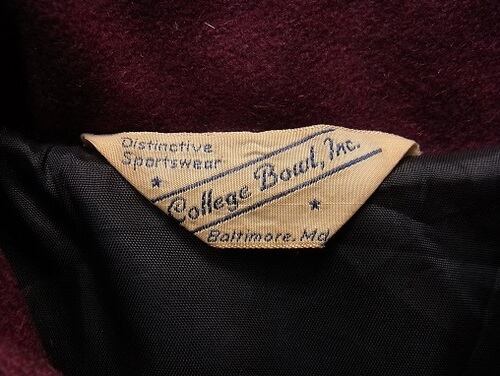 Distinctive
Sportswear
College Bowl, Inc.
Baltimore, Md